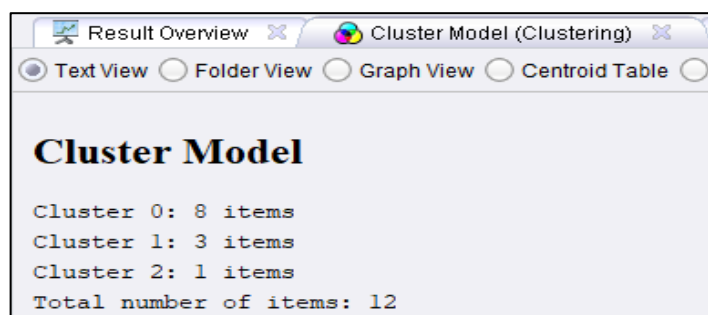 Result Overview Cluster Model (Clustering)
Text View Folder View Graph View Centroid Table
Cluster Model
Cluster 0: 8 items
Cluster 1: 3 items
Cluster 2: 1 items
Total number of items: 12